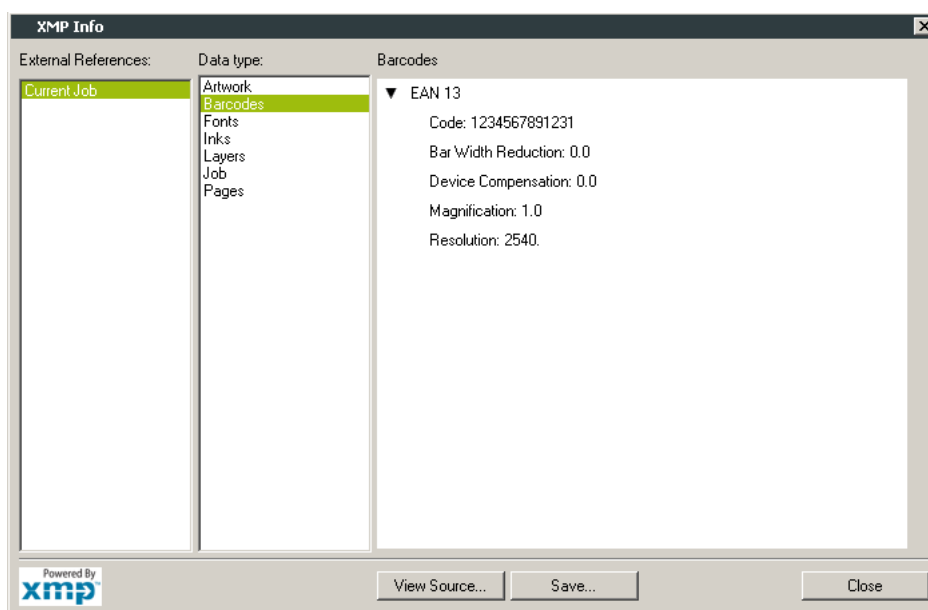 XMP Info
External References:
Data type:
Barcodes
Current Job
Artwork
Barcodes
Fonts
Inks
Layers
Job
Pages
▼ EAN 13
Code: 1234567891231
Bar Width Reduction: 0.0
Device Compensation: 0.0
Magnification: 1.0
Resolution: 2540.
Powered By
xmp™
View Source...
Save...
Close